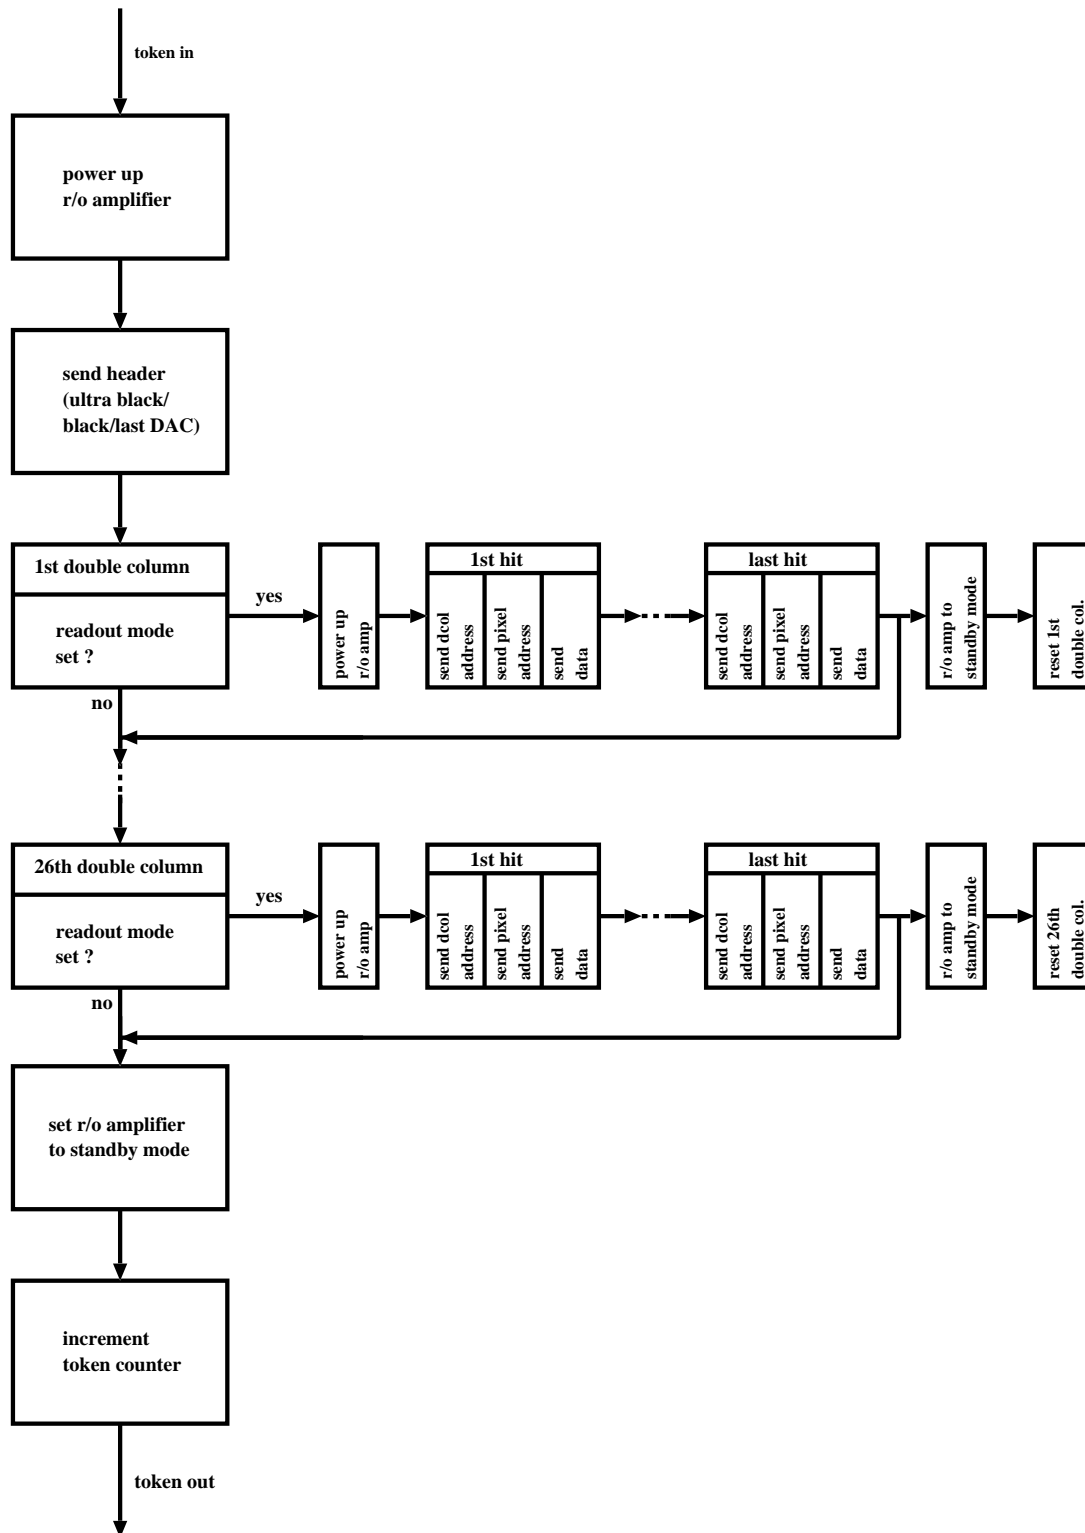 token in
power up
r/o amplifier
send header
(ultra black/
black/last DAC)
1st double column
readout mode
set ?
yes
no
power up
r/o amp
1st hit
send dcol
address
send pixel
address
send
data
last hit
send dcol
address
send pixel
address
send
data
r/o amp to
standby mode
reset 1st
double col.
26th double column
readout mode
set ?
yes
no
power up
r/o amp
1st hit
send dcol
address
send pixel
address
send
data
last hit
send dcol
address
send pixel
address
send
data
r/o amp to
standby mode
reset 26th
double col.
set r/o amplifier
to standby mode
increment
token counter
token out